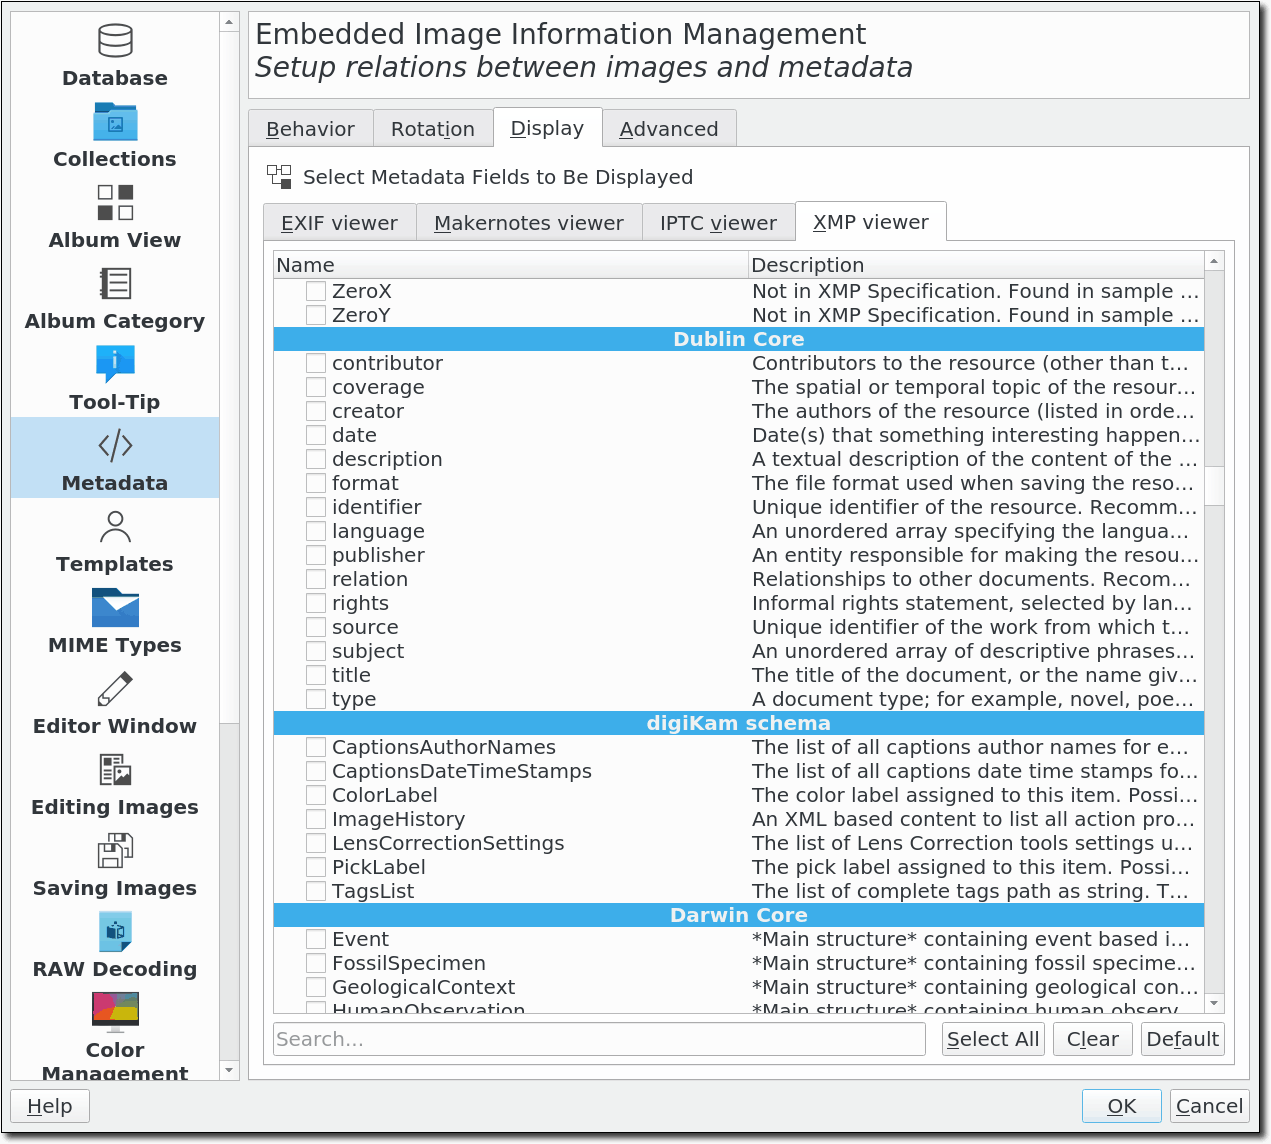 Database
Collections
Album View
Album Category
Tool-Tip
Metadata
Templates
MIME Types
Editor Window
Editing Images
Saving Images
RAW Decoding
Color
Management
Embedded Image Information Management
Setup relations between images and metadata
Behavior Rotation Display Advanced
Select Metadata Fields to Be Displayed
EXIF viewer Makernotes viewer IPTC viewer XMP viewer
Name Description
ZeroX Not in XMP Specification. Found in sample ...
ZeroY Not in XMP Specification. Found in sample ...
Dublin Core
contributor Contributors to the resource (other than t...
coverage The spatial or temporal topic of the resour...
creator The authors of the resource (listed in orde...
date Date(s) that something interesting happen...
description A textual description of the content of the ...
format The file format used when saving the reso...
identifier Unique identifier of the resource. Recomm...
language An unordered array specifying the langua...
publisher An entity responsible for making the resou...
relation Relationships to other documents. Recom...
rights Informal rights statement, selected by lan...
source Unique identifier of the work from which t...
subject An unordered array of descriptive phrases...
title The title of the document, or the name giv...
type A document type; for example, novel, poe...
digiKam schema
CaptionsAuthorNames The list of all captions author names for e...
CaptionsDateTimeStamps The list of all captions date time stamps fo...
ColorLabel The color label assigned to this item. Possi...
ImageHistory An XML based content to list all action pro...
LensCorrectionSettings The list of Lens Correction tools settings u...
PickLabel The pick label assigned to this item. Possi...
TagsList The list of complete tags path as string. T...
Darwin Core
Event *Main structure* containing event based i...
FossilSpecimen *Main structure* containing fossil specime...
GeologicalContext *Main structure* containing geological con...
HumanObservation *Main structure* containing human observ...
Search... Select All Clear Default
Help OK Cancel